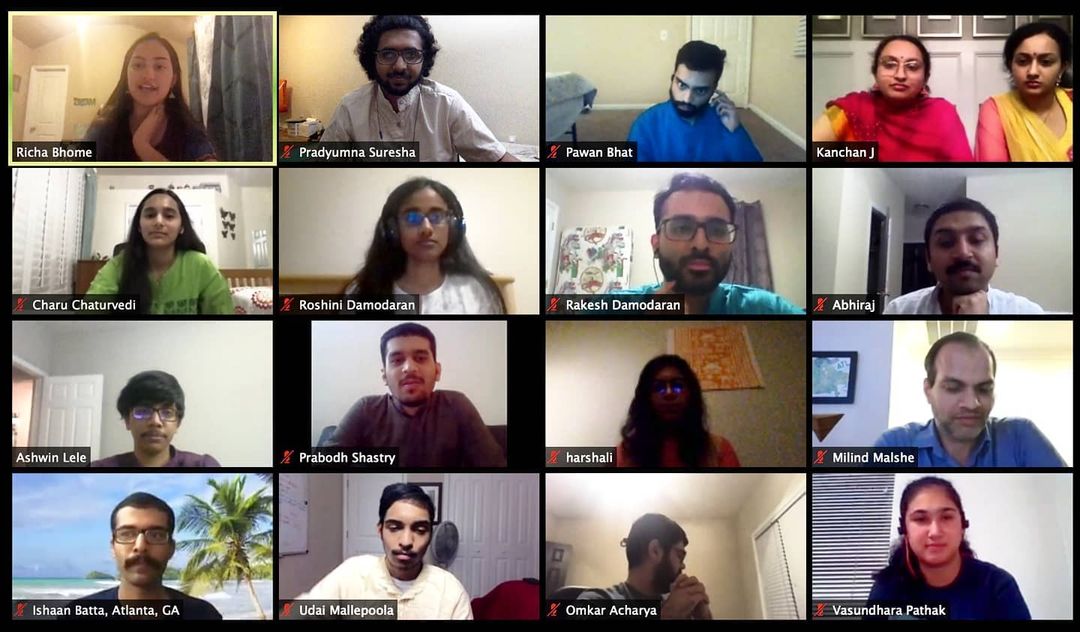 Richa Bhome
Pradyumna Suresha
Pawan Bhat
Kanchan J
Charu Chaturvedi
Roshini Damodaran
Rakesh Damodaran
Abhiraj
Ashwin Lele
Prabodh Shastry
harshali
Milind Malshe
Ishaan Batta, Atlanta, GA
Udai Mallepoola
Omkar Acharya
Vasundhara Pathak